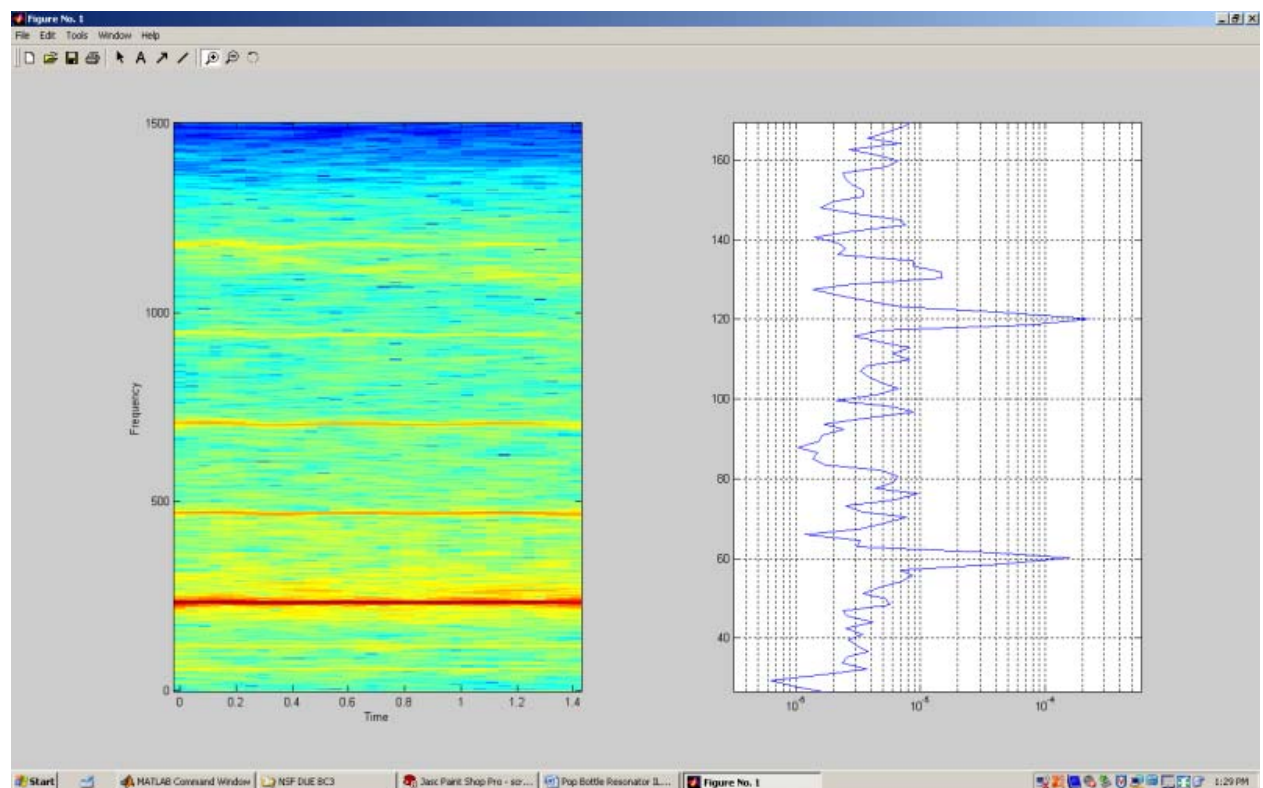 Figure No. 1
File Edit Tools Window Help
A
1500
1000
500
0
Frequency
0 0.2 0.4 0.6 0.8 1 1.2 1.4
Time
160
140
120
100
80
60
40
10^-6 10^-5 10^-4
Start MATLAB Command Window NSF DUE BC3 Jasc Paint Shop Pro - scr... Pop Bottle Resonator IL... Figure No. 1 1:29 PM